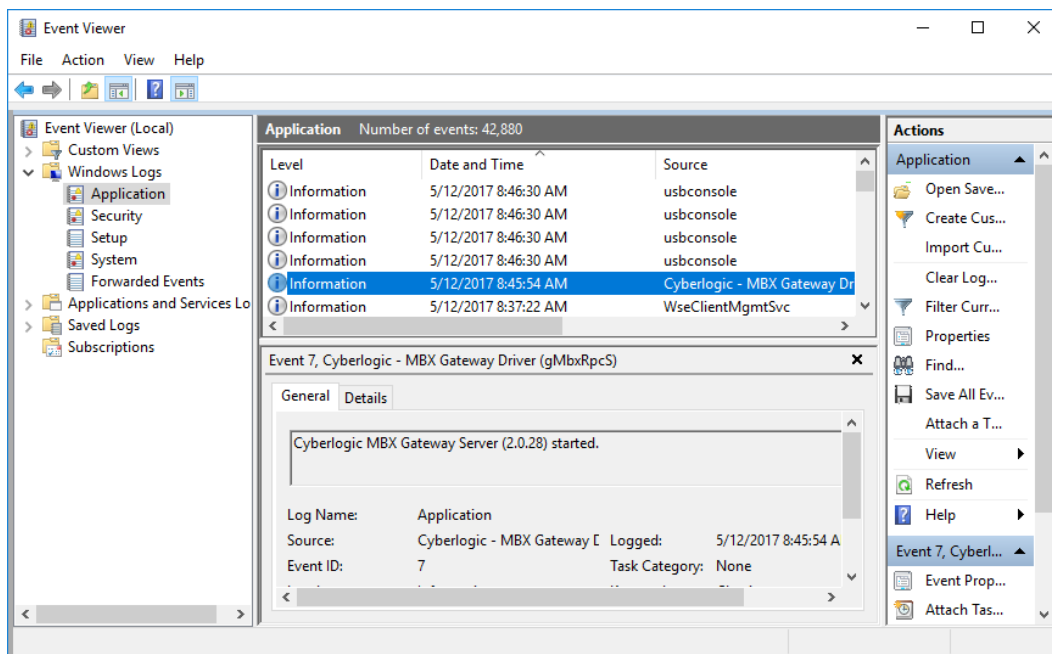 Event Viewer
File Action View Help
Event Viewer (Local)
Custom Views
Windows Logs
Application
Security
Setup
System
Forwarded Events
Applications and Services Lo
Saved Logs
Subscriptions
Application Number of events: 42,880
Level Date and Time Source
Information 5/12/2017 8:46:30 AM usbconsole
Information 5/12/2017 8:46:30 AM usbconsole
Information 5/12/2017 8:46:30 AM usbconsole
Information 5/12/2017 8:46:30 AM usbconsole
Information 5/12/2017 8:45:54 AM Cyberlogic - MBX Gateway Dr
Information 5/12/2017 8:37:22 AM WseClientMgmtSvc
Event 7, Cyberlogic - MBX Gateway Driver (gMbxRpcS)
General Details
Cyberlogic MBX Gateway Server (2.0.28) started.
Log Name: Application
Source: Cyberlogic - MBX Gateway D Logged: 5/12/2017 8:45:54 A
Event ID: 7 Task Category: None
Actions
Application
Open Save...
Create Cus...
Import Cu...
Clear Log...
Filter Curr...
Properties
Find...
Save All Ev...
Attach a T...
View
Refresh
Help
Event 7, Cyberl...
Event Prop...
Attach Tas...